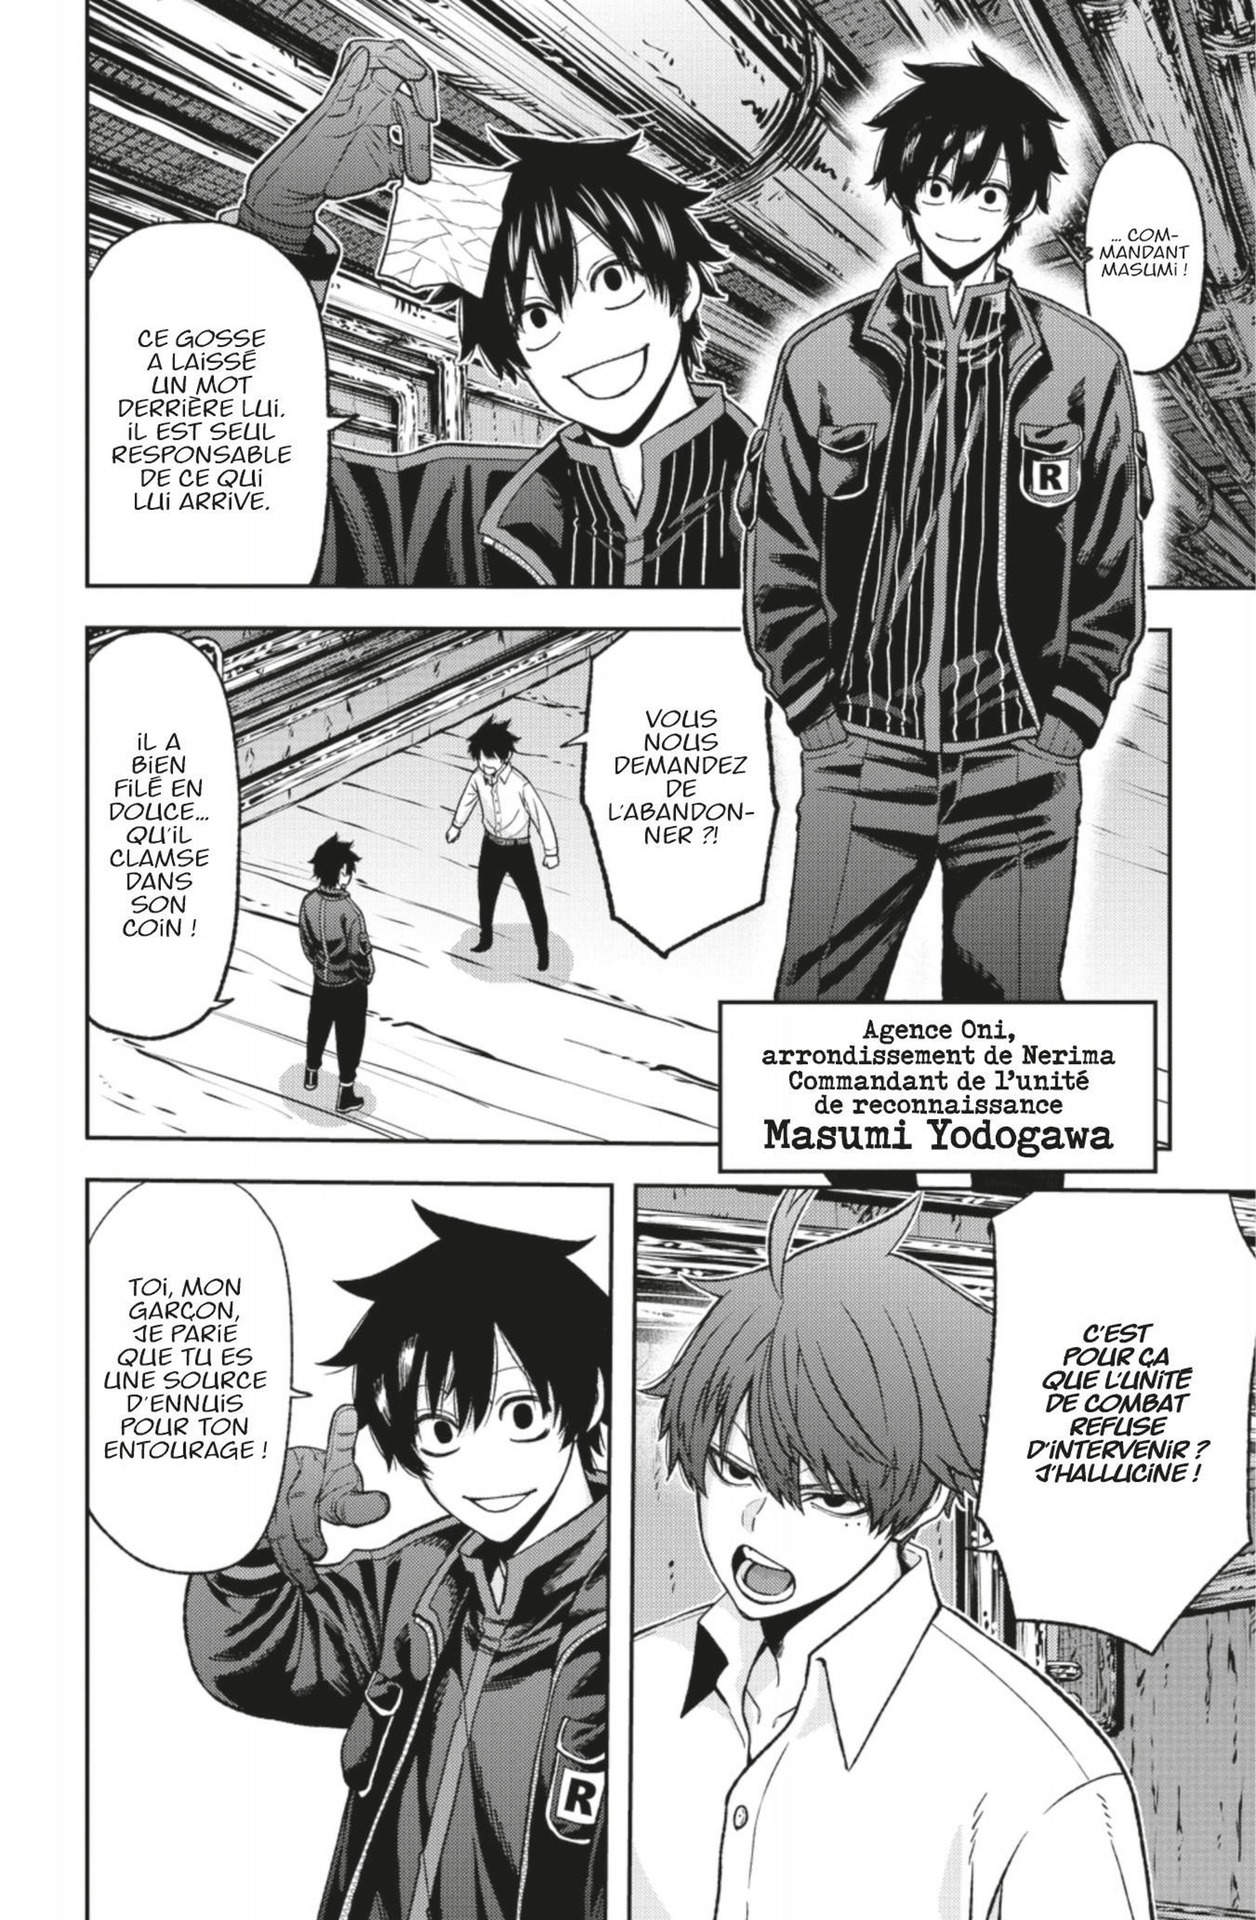 ... COM-
MANDANT
MASUMI !
R
CE GOSSE
A LAISSÉ
UN MOT
DERRIÈRE LUI.
IL EST SEUL
RESPONSABLE
DE CE QUI
LUI ARRIVE.
VOUS
NOUS
DEMANDEZ
DE
L'ABANDON-
NER ?!
IL A
BIEN
FILÉ EN
DOUCE...
QU'IL
CLAMSE
DANS
SON
COIN !
Agence Oni,
arrondissement de Nerima
Commandant de l'unité
de reconnaissance
Masumi Yodogawa
C'EST
POUR ÇA
QUE L'UNITÉ
DE COMBAT
REFUSE
D'INTERVENIR ?
J'HALLUCINE !
TOI, MON
GARÇON,
JE PARIE
QUE TU ES
UNE SOURCE
D'ENNUIS
POUR TON
ENTOURAGE !
R